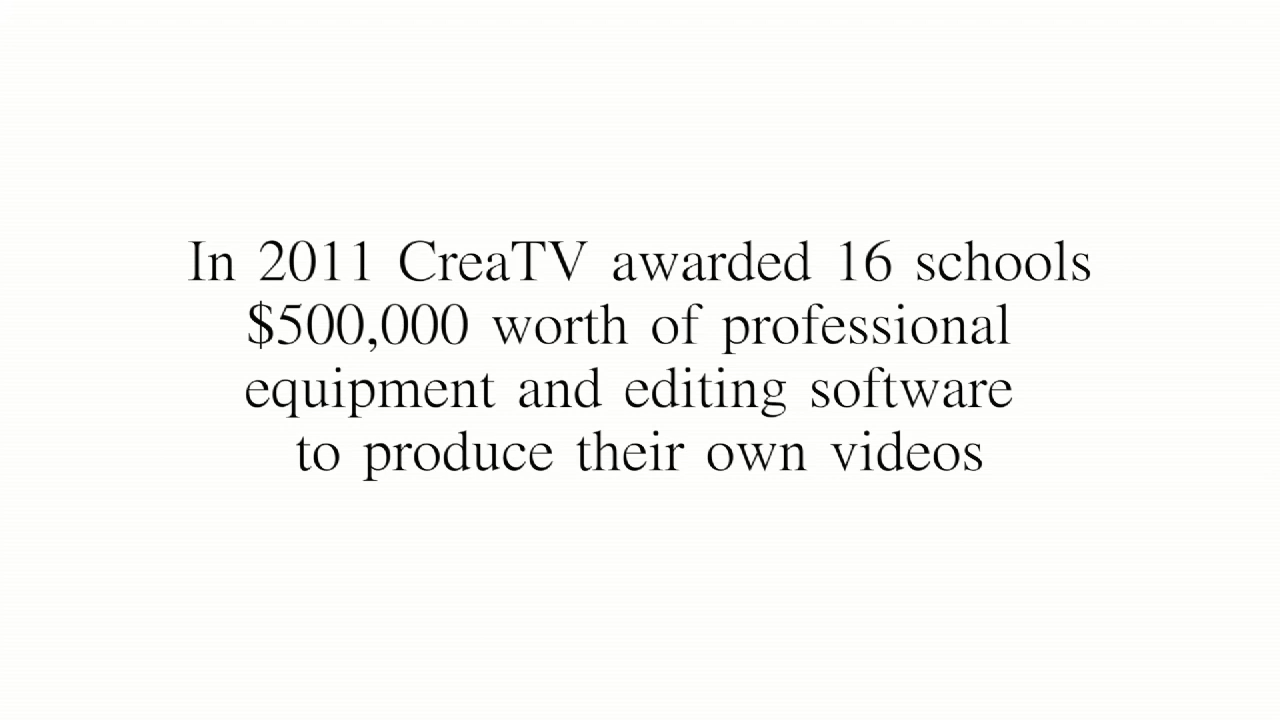 In 2011 CreaTV awarded 16 schools
$500,000 worth of professional
equipment and editing software
to produce their own videos